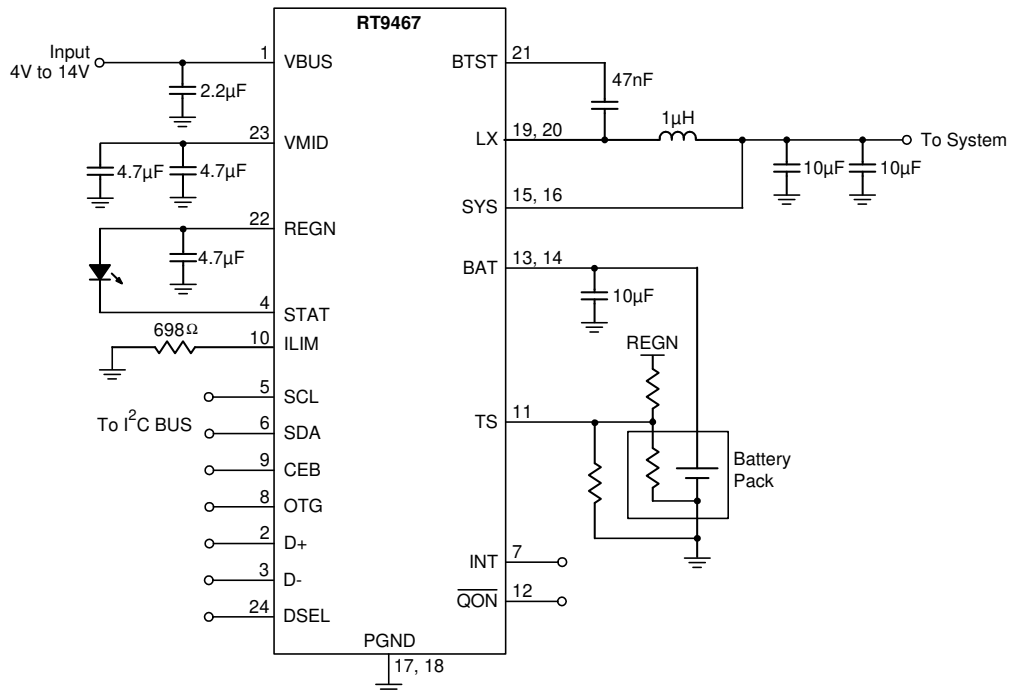 RT9467
Input
4V to 14V
1
VBUS
2.2µF
23
VMID
4.7µF
4.7µF
22
REGN
4.7µF
4
STAT
698Ω
10
ILIM
5
SCL
To I²C BUS
6
SDA
9
CEB
8
OTG
2
D+
3
D-
24
DSEL
PGND
17, 18
BTST
21
47nF
LX
19, 20
1µH
To System
10µF
10µF
SYS
15, 16
BAT
13, 14
10µF
REGN
TS
11
Battery
Pack
INT
7
Q̅O̅N̅
12